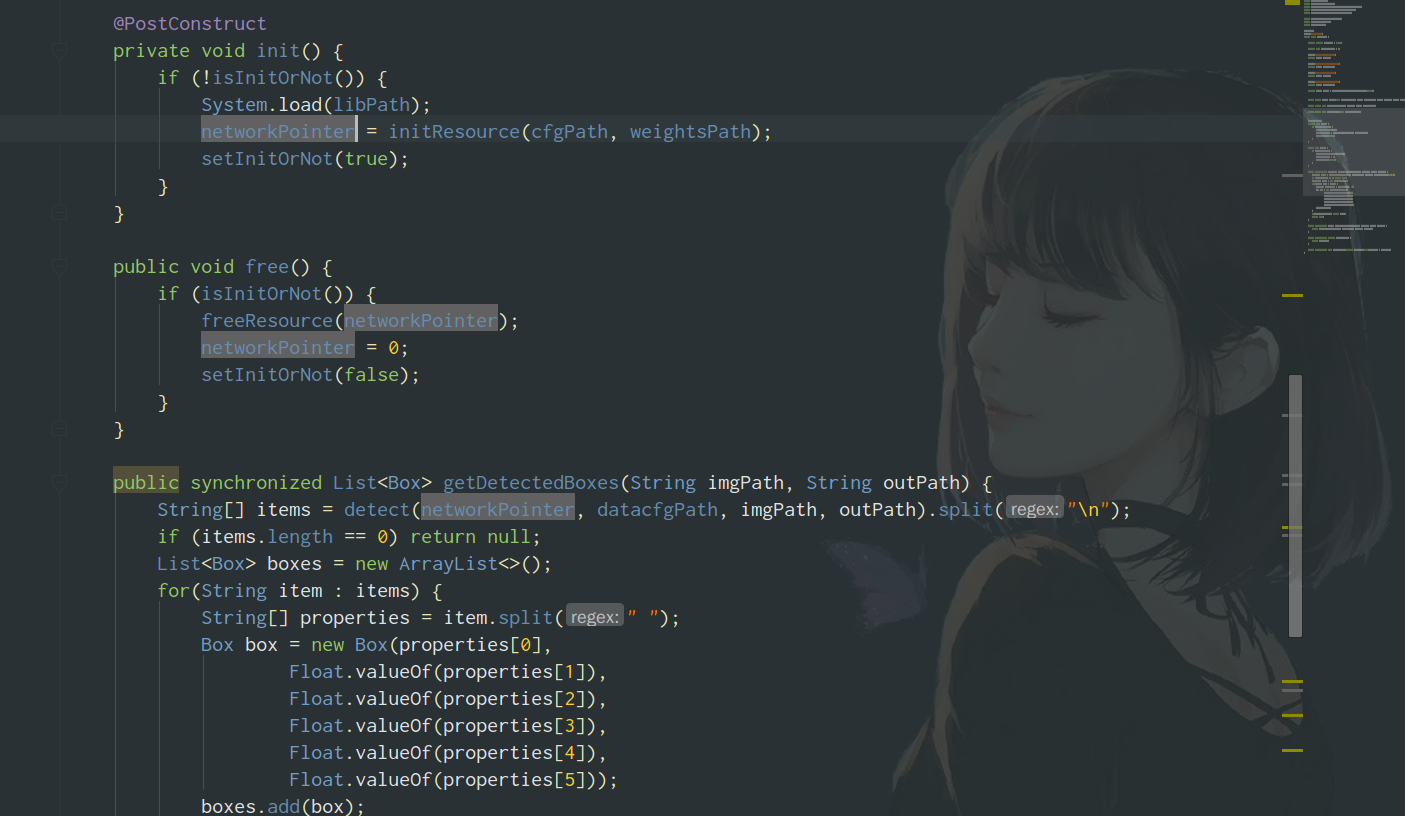 @PostConstruct
private void init() {
if (!isInitOrNot()) {
System.load(libPath);
networkPointer = initResource(cfgPath, weightsPath);
setInitOrNot(true);
}
}
public void free() {
if (isInitOrNot()) {
freeResource(networkPointer);
networkPointer = 0;
setInitOrNot(false);
}
}
public synchronized List<Box> getDetectedBoxes(String imgPath, String outPath) {
String[] items = detect(networkPointer, datacfgPath, imgPath, outPath).split( regex: "\n");
if (items.length == 0) return null;
List<Box> boxes = new ArrayList<>();
for(String item : items) {
String[] properties = item.split( regex: " ");
Box box = new Box(properties[0],
Float.valueOf(properties[1]),
Float.valueOf(properties[2]),
Float.valueOf(properties[3]),
Float.valueOf(properties[4]),
Float.valueOf(properties[5]));
boxes.add(box);